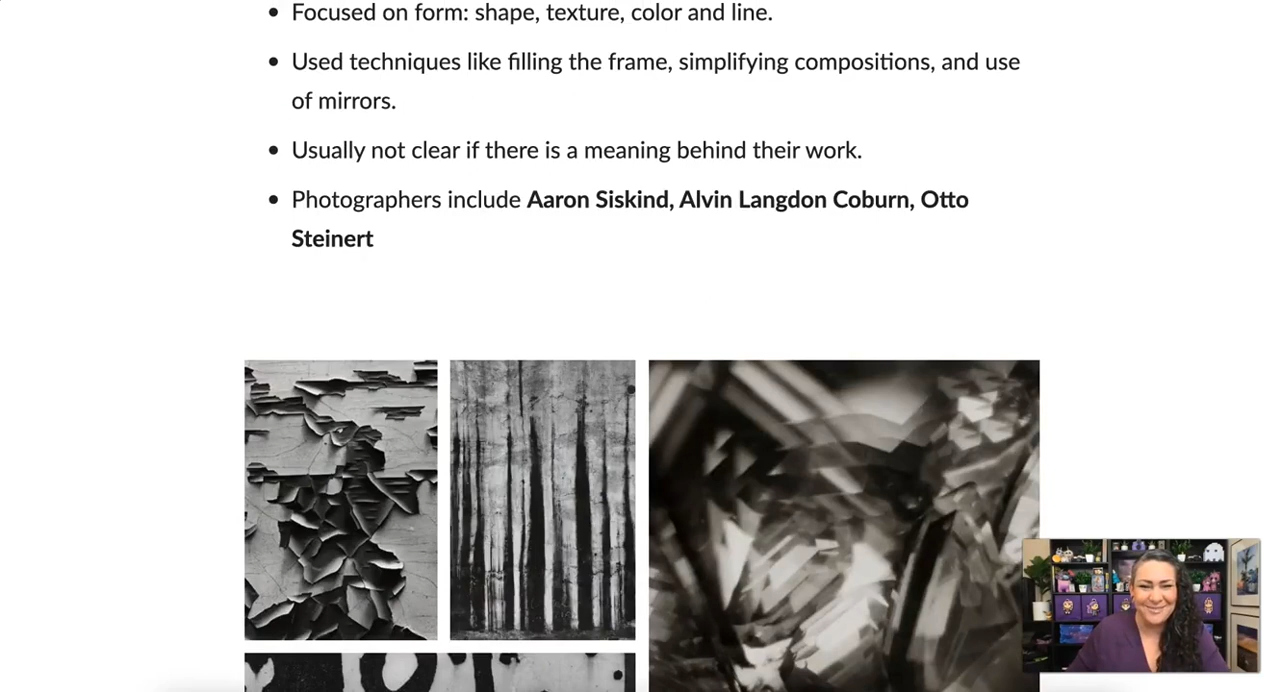 Focused on form: shape, texture, color and line.
Used techniques like filling the frame, simplifying compositions, and use
of mirrors.
Usually not clear if there is a meaning behind their work.
Photographers include Aaron Siskind, Alvin Langdon Coburn, Otto
Steinert